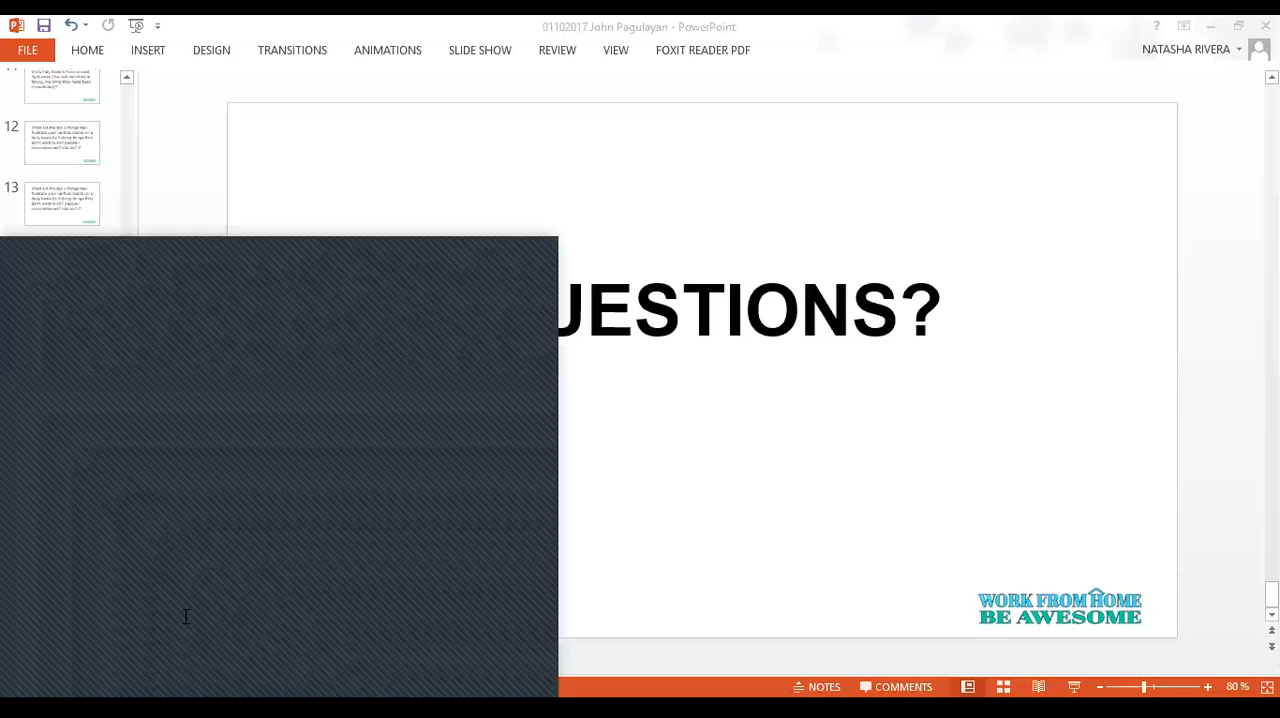 01102017 John Pagulayan - PowerPoint
?
FILE HOME INSERT DESIGN TRANSITIONS ANIMATIONS SLIDE SHOW REVIEW VIEW FOXIT READER PDF
NATASHA RIVERA
12
13
UESTIONS?
WORK FROM HOME
BE AWESOME
NOTES COMMENTS 80 %